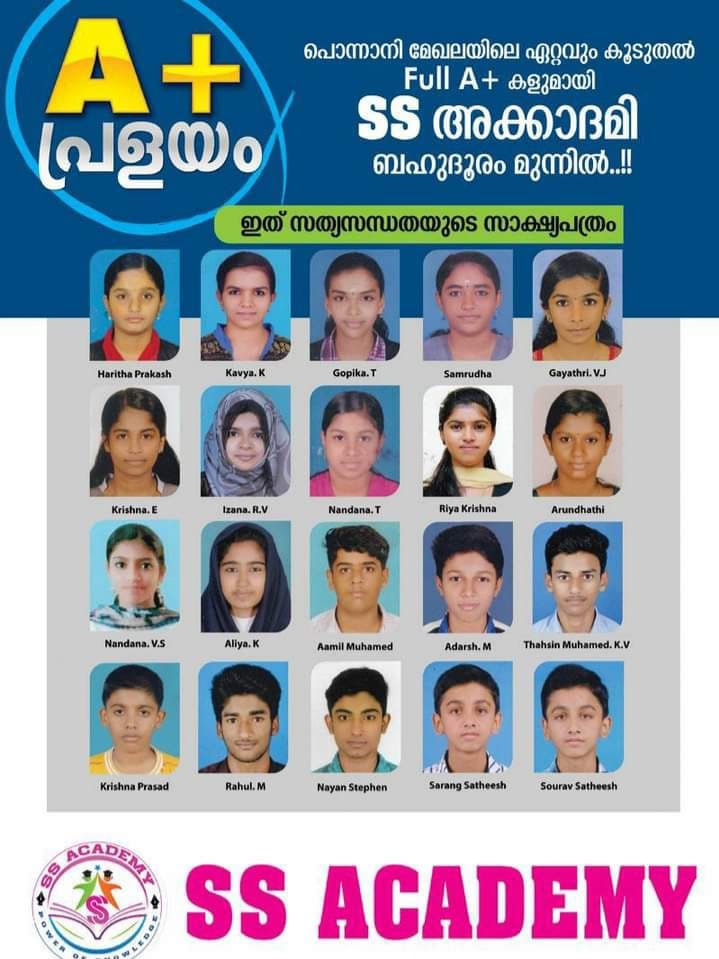 A+
പ്രളയം
പൊന്നാനി മേഖലയിലെ ഏറ്റവും കൂടുതൽ
Full A+ കളുമായി
SS അക്കാദമി
ബഹുദൂരം മുന്നിൽ..!!
ഇത് സത്യസന്ധതയുടെ സാക്ഷ്യപത്രം
Haritha Prakash
Kavya. K
Gopika. T
Samrudha
Gayathri. V.J
Krishna. E
Izana. R.V
Nandana. T
Riya Krishna
Arundhathi
Nandana. V.S
Aliya. K
Aamil Muhamed
Adarsh. M
Thahsin Muhamed. K.V
Krishna Prasad
Rahul. M
Nayan Stephen
Sarang Satheesh
Sourav Satheesh
SS ACADEMY
S
POWER OF KNOWLEDGE
SS ACADEMY